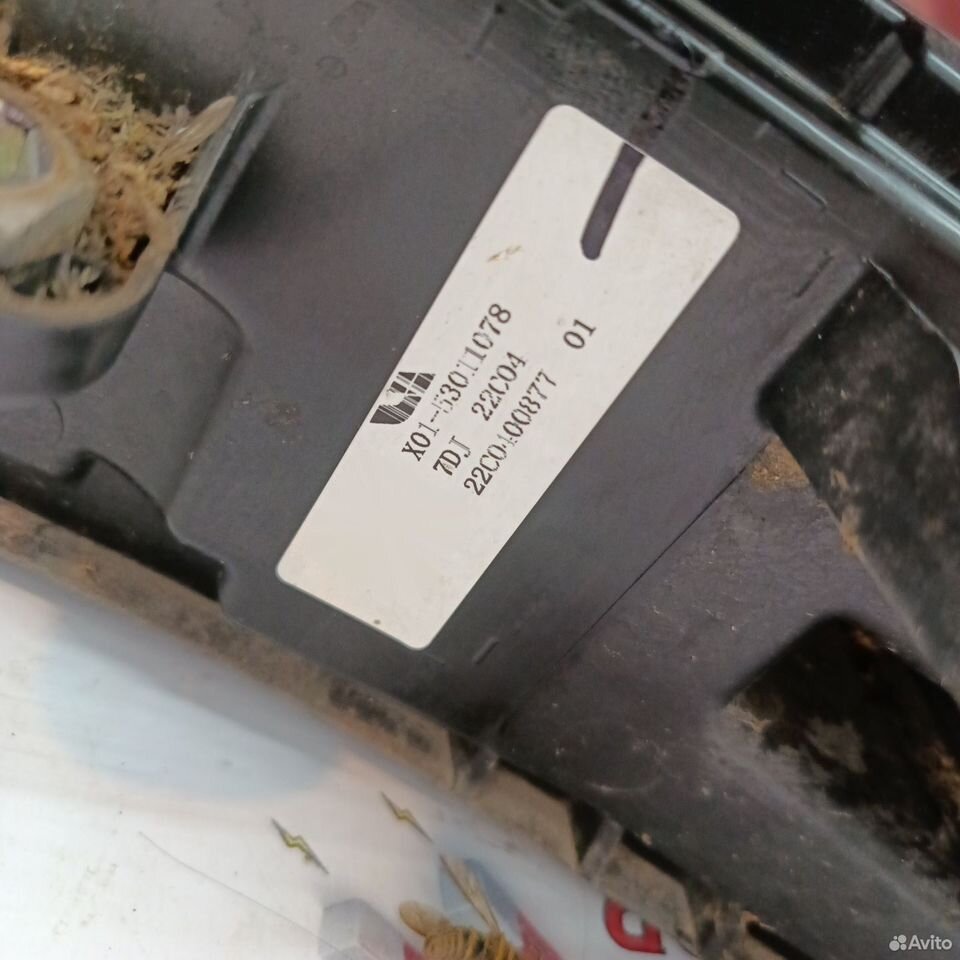 X01-53011078
7DJ 22C04
22C0400877 01
G
Avito